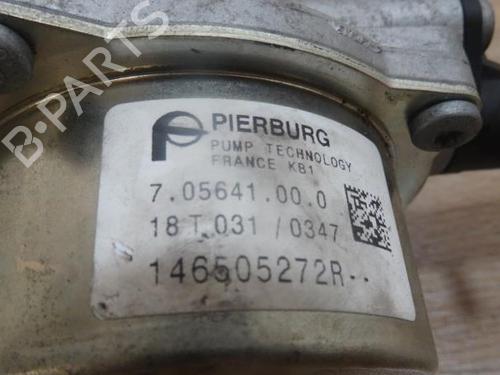 B-PARTS
PIERBURG
PUMP TECHNOLOGY
FRANCE KB1
7.05641.00.0
18 T 031 / 0347
146505272R--